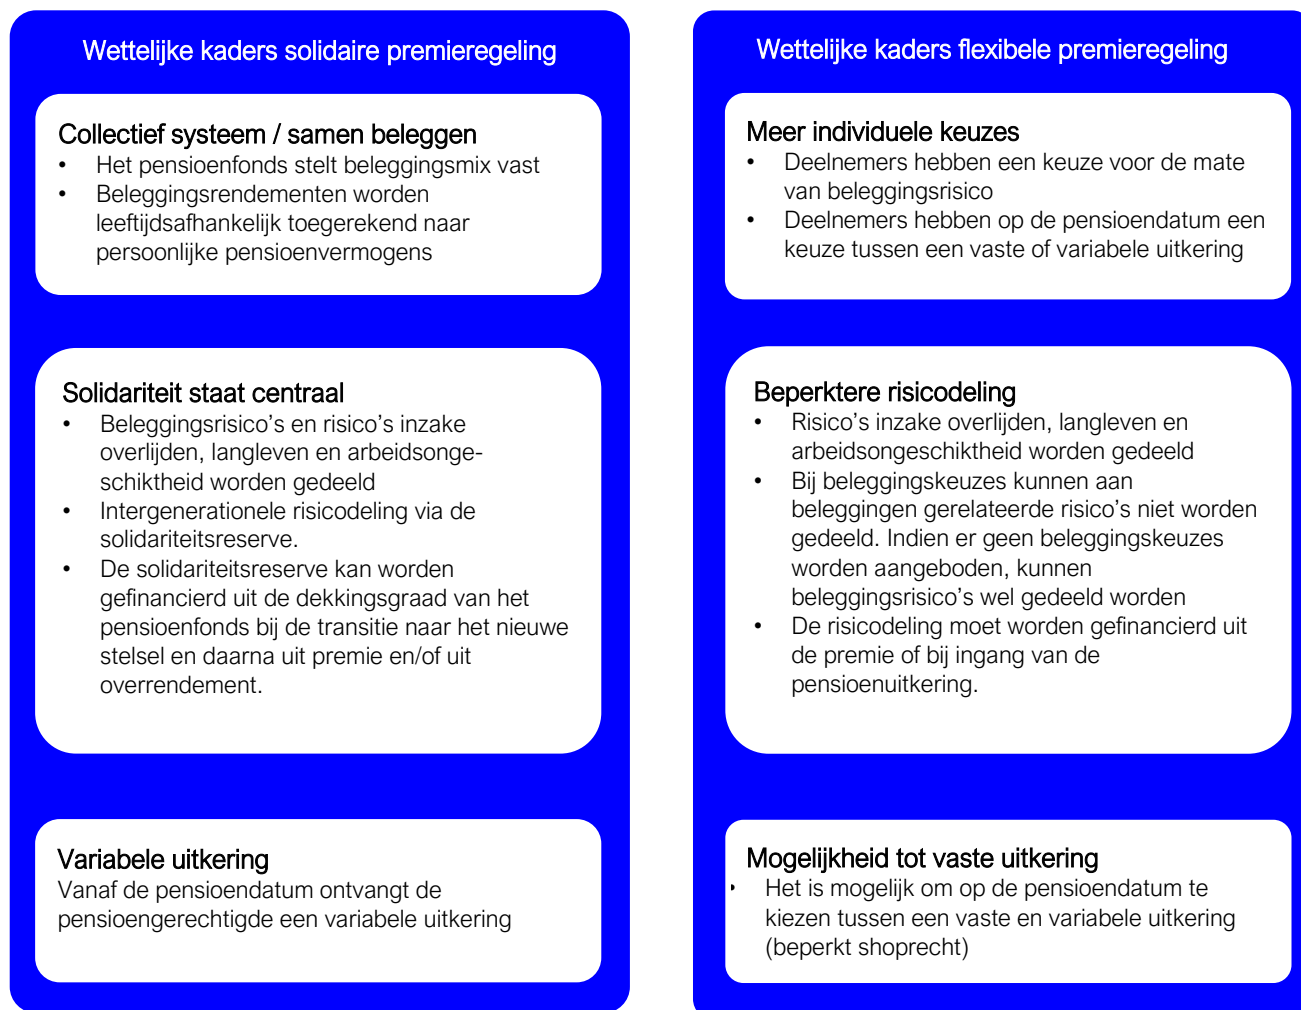 Wettelijke kaders solidaire premieregeling
Collectief systeem / samen beleggen
• Het pensioenfonds stelt beleggingsmix vast
• Beleggingsrendementen worden
leeftijdsafhankelijk toegerekend naar
persoonlijke pensioenvermogens
Solidariteit staat centraal
• Beleggingsrisico's en risico's inzake
overlijden, langleven en arbeidsonge-
schiktheid worden gedeeld
• Intergenerationele risicodeling via de
solidariteitsreserve.
• De solidariteitsreserve kan worden
gefinancierd uit de dekkingsgraad van het
pensioenfonds bij de transitie naar het nieuwe
stelsel en daarna uit premie en/of uit
overrendement.
Variabele uitkering
Vanaf de pensioendatum ontvangt de
pensioengerechtigde een variabele uitkering
Wettelijke kaders flexibele premieregeling
Meer individuele keuzes
• Deelnemers hebben een keuze voor de mate
van beleggingsrisico
• Deelnemers hebben op de pensioendatum een
keuze tussen een vaste of variabele uitkering
Beperktere risicodeling
• Risico's inzake overlijden, langleven en
arbeidsongeschiktheid worden gedeeld
• Bij beleggingskeuzes kunnen aan
beleggingen gerelateerde risico's niet worden
gedeeld. Indien er geen beleggingskeuzes
worden aangeboden, kunnen
beleggingsrisico's wel gedeeld worden
• De risicodeling moet worden gefinancierd uit
de premie of bij ingang van de
pensioenuitkering.
Mogelijkheid tot vaste uitkering
• Het is mogelijk om op de pensioendatum te
kiezen tussen een vaste en variabele uitkering
(beperkt shoprecht)